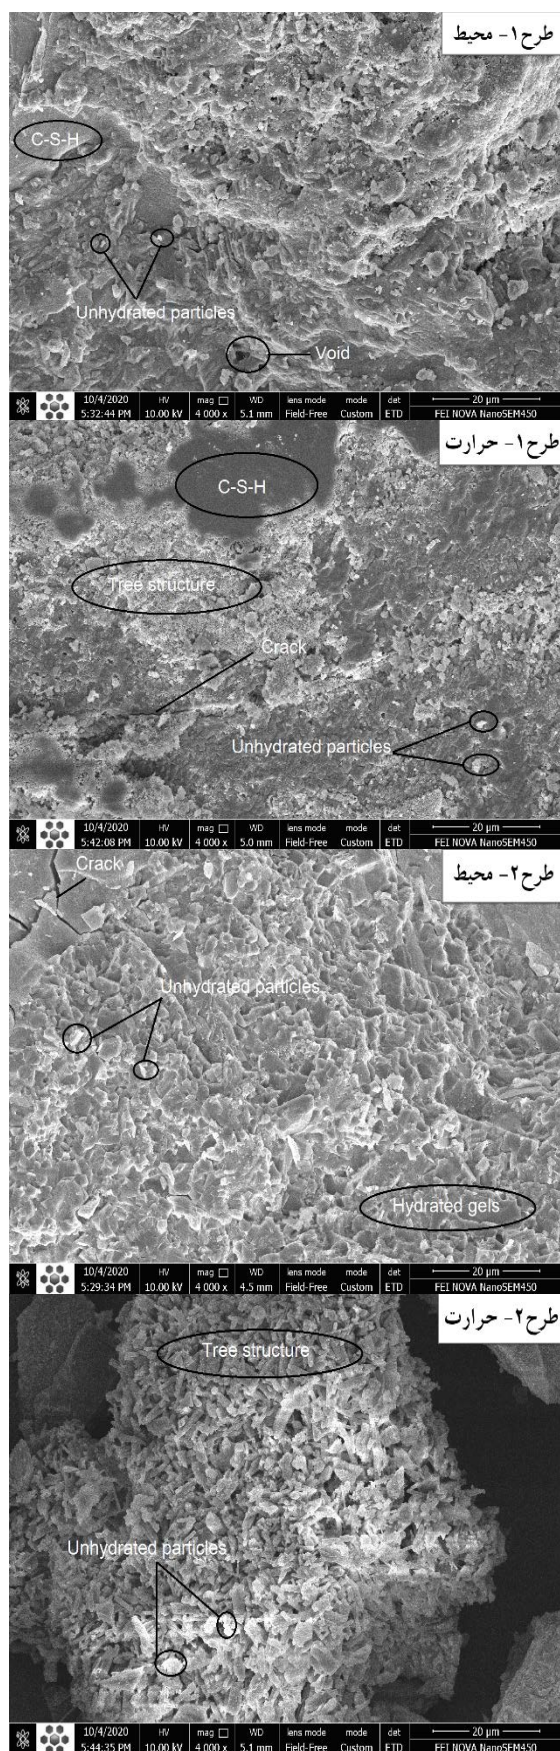 طرح۱- محیط
C-S-H
Unhydrated particles
Void
10/4/2020 HV mag WD lens mode mode det 20 µm
5:32:44 PM 10.00 kV 4 000 x 5.1 mm Field-Free Custom ETD FEI NOVA NanoSEM450
طرح۱- حرارت
C-S-H
Tree structure
Crack
Unhydrated particles
10/4/2020 HV mag WD lens mode mode det 20 µm
5:42:08 PM 10.00 kV 4 000 x 5.0 mm Field-Free Custom ETD FEI NOVA NanoSEM450
طرح۲- محیط
Crack
Unhydrated particles
Hydrated gels
10/4/2020 HV mag WD lens mode mode det 20 µm
5:29:34 PM 10.00 kV 4 000 x 4.5 mm Field-Free Custom ETD FEI NOVA NanoSEM450
طرح۲- حرارت
Tree structure
Unhydrated particles
10/4/2020 HV mag WD lens mode mode det 20 µm
5:44:35 PM 10.00 kV 4 000 x 5.1 mm Field-Free Custom ETD FEI NOVA NanoSEM450